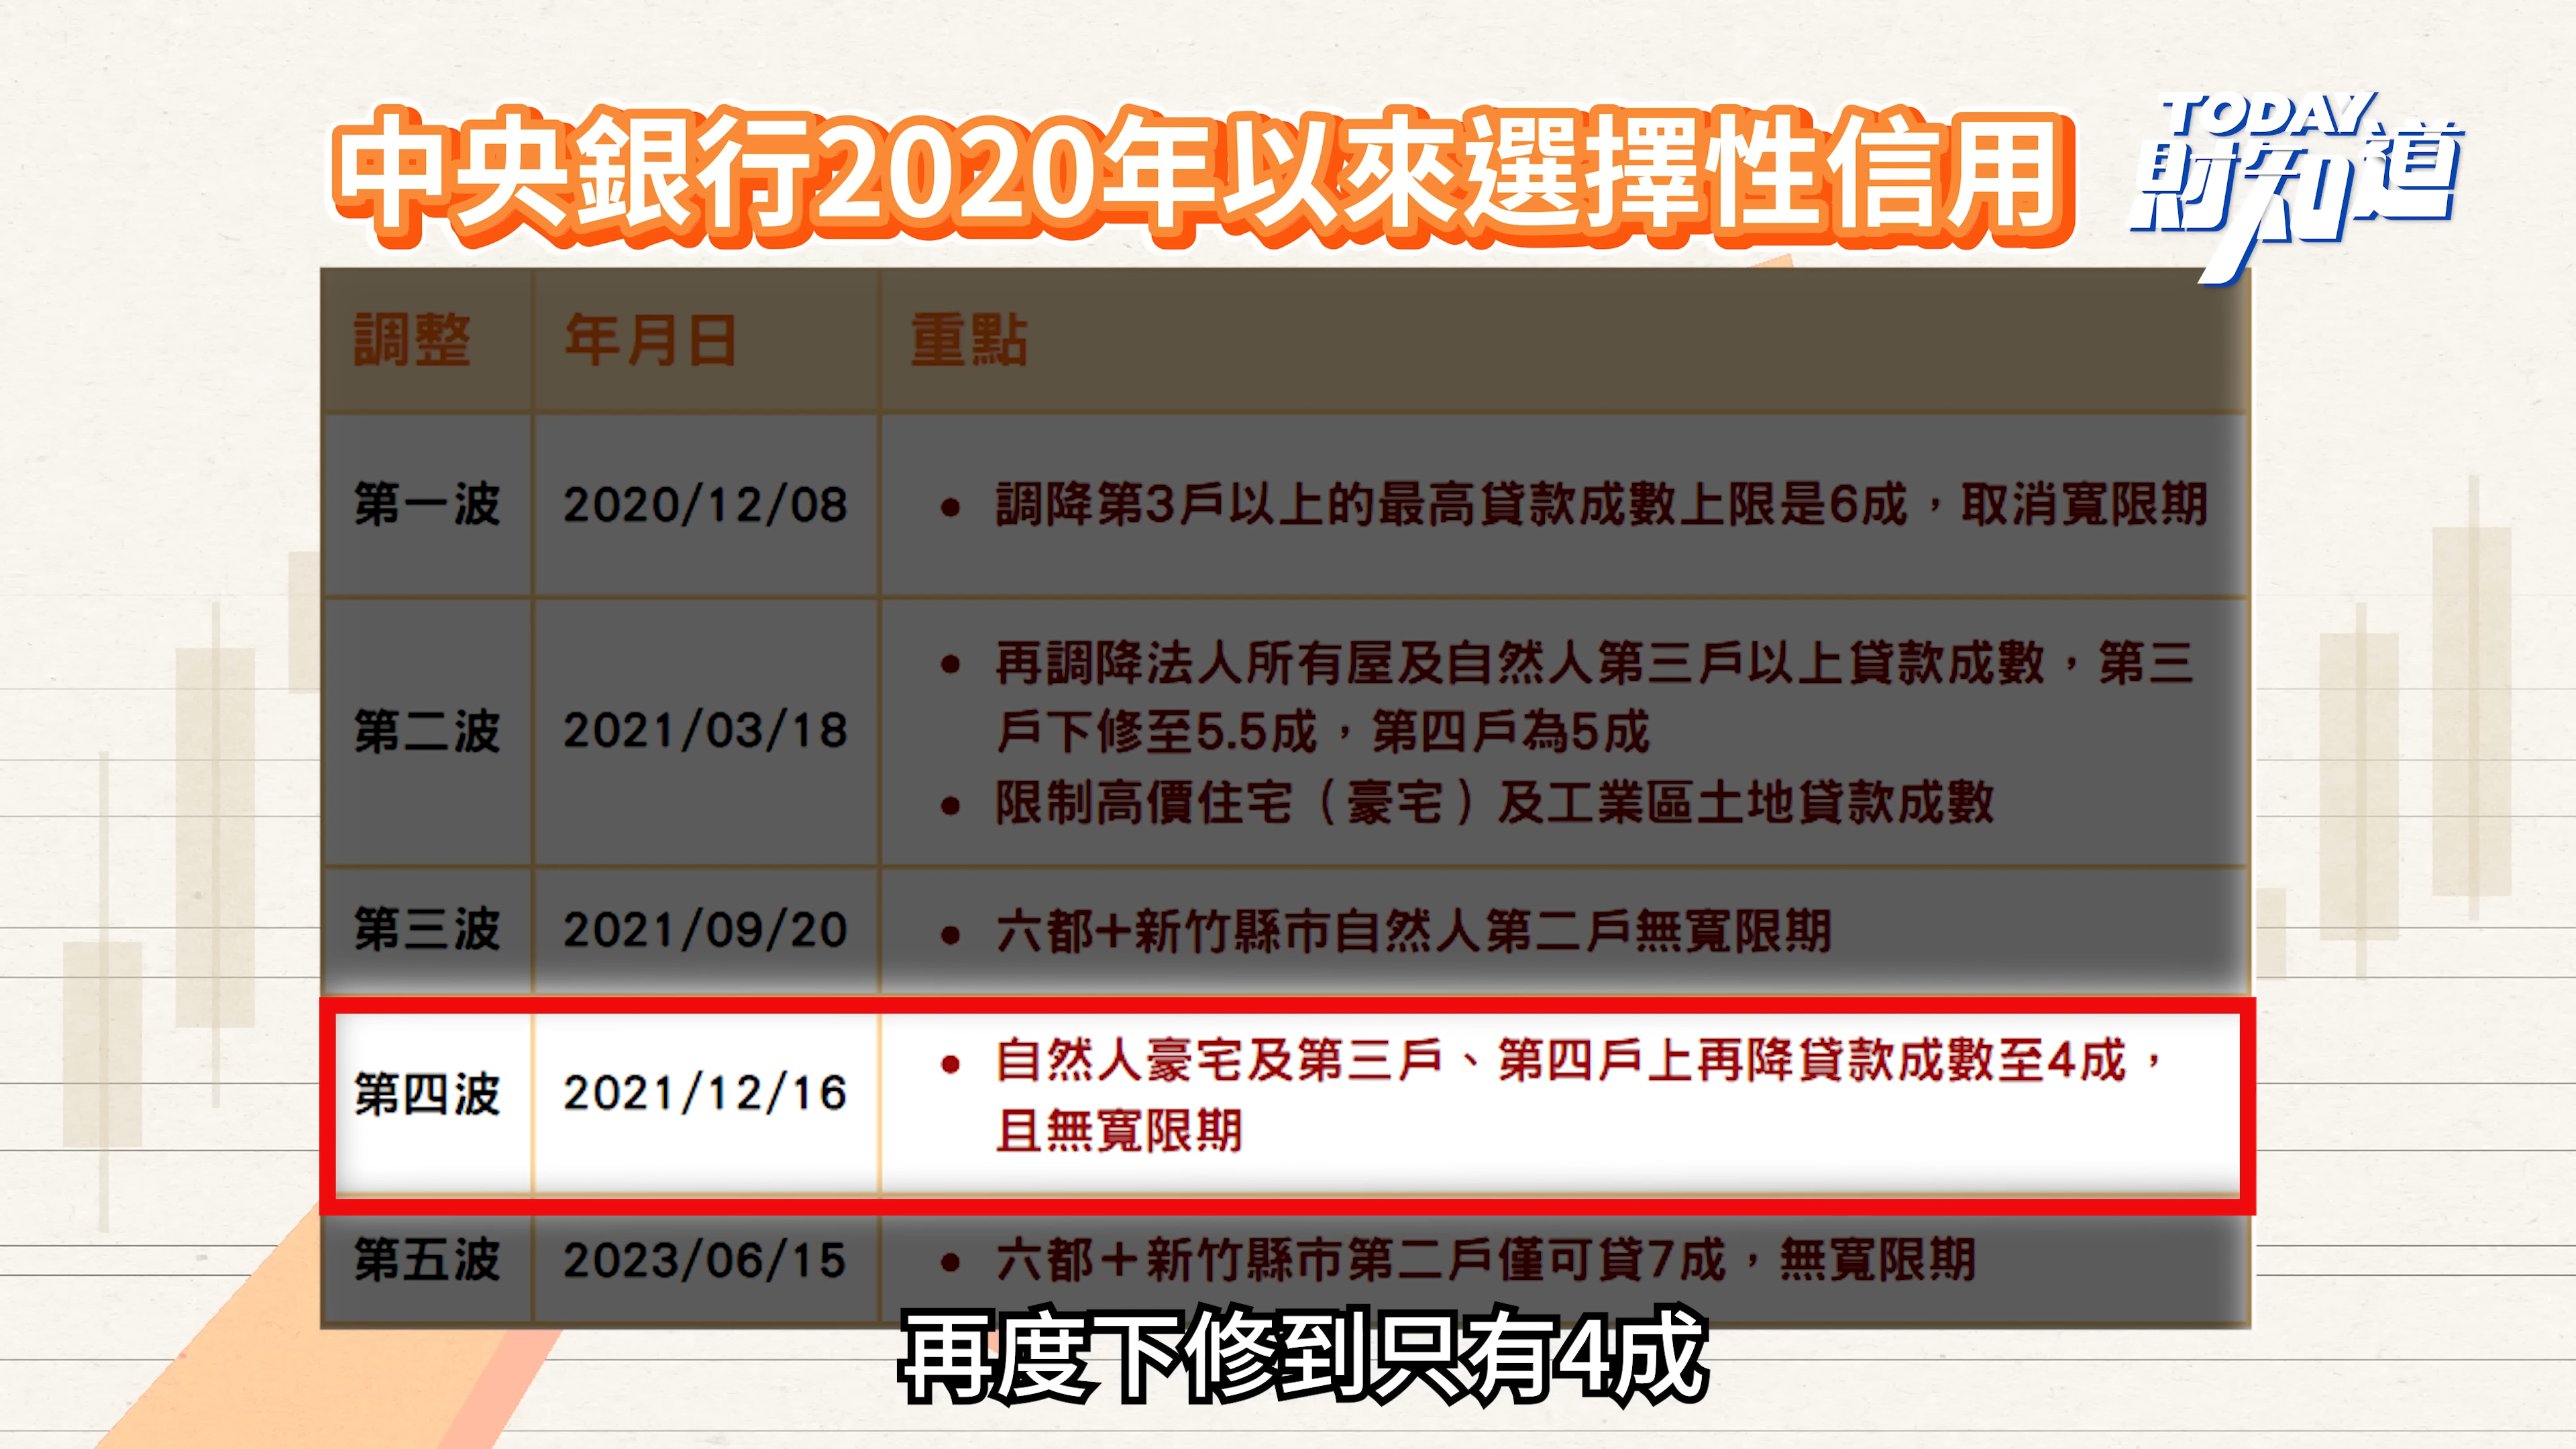 中央銀行2020年以來選擇性信用
TODAY
財知道
調整 年月日 重點
第一波 2020/12/08 • 調降第3戶以上的最高貸款成數上限是6成，取消寬限期
第二波 2021/03/18 • 再調降法人所有屋及自然人第三戶以上貸款成數，第三
戶下修至5.5成，第四戶為5成
• 限制高價住宅（豪宅）及工業區土地貸款成數
第三波 2021/09/20 • 六都+新竹縣市自然人第二戶無寬限期
第四波 2021/12/16 • 自然人豪宅及第三戶、第四戶上再降貸款成數至4成，
且無寬限期
第五波 2023/06/15 • 六都＋新竹縣市第二戶僅可貸7成，無寬限期
再度下修到只有4成